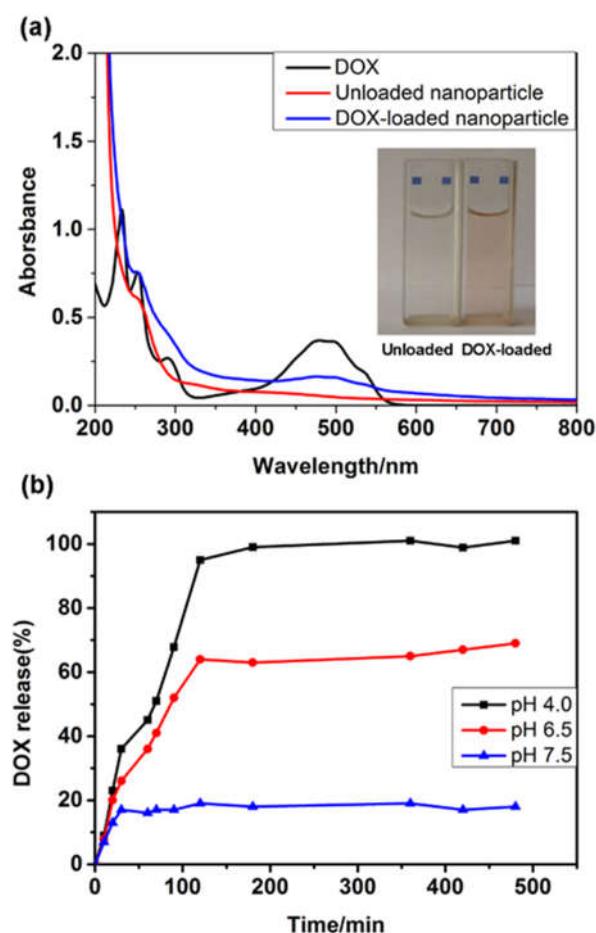 (a)
2.0
1.5
1.0
0.5
0.0
Aborsbance
DOX
Unloaded nanoparticle
DOX-loaded nanoparticle
Unloaded DOX-loaded
200 300 400 500 600 700 800
Wavelength/nm
(b)
100
80
60
40
20
0
DOX release(%)
pH 4.0
pH 6.5
pH 7.5
0 100 200 300 400 500
Time/min